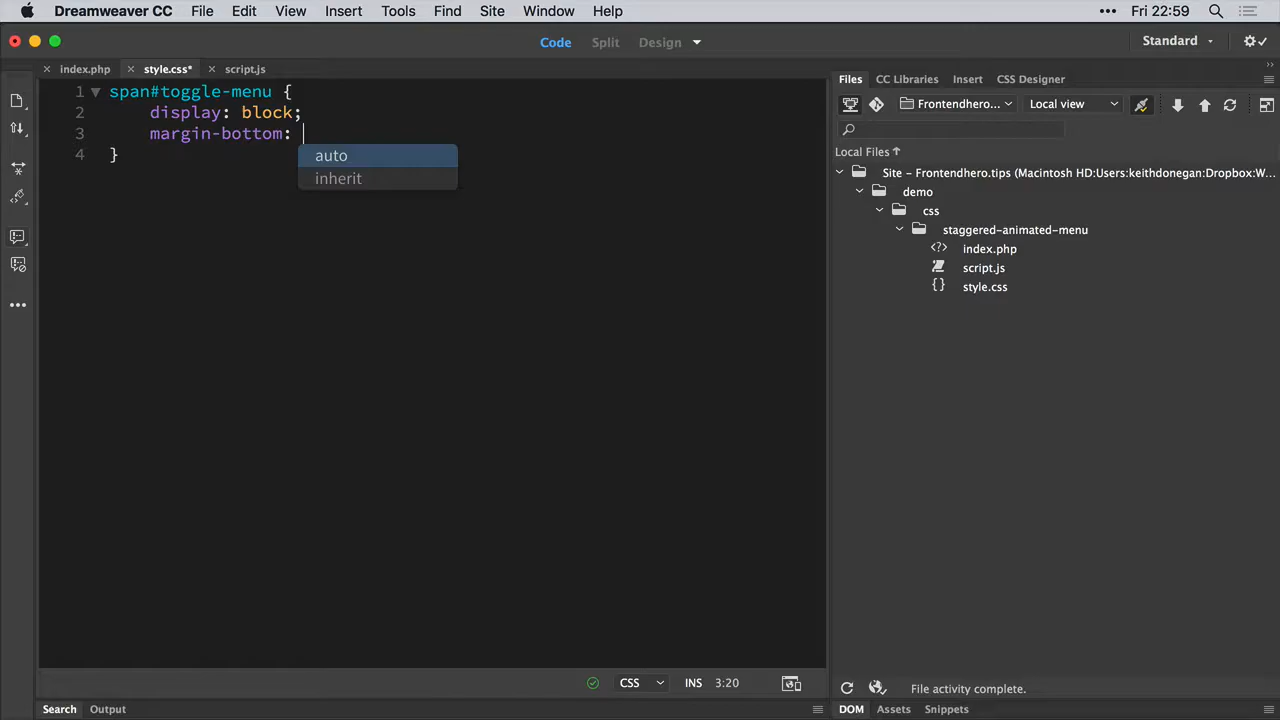 Dreamweaver CC File Edit View Insert Tools Find Site Window Help ••• Fri 22:59
Code Split Design Standard
index.php style.css* script.js
Files CC Libraries Insert CSS Designer
Frontendhero... Local view
Local Files
Site – Frontendhero.tips (Macintosh HD:Users:keithdonegan:Dropbox:W...
demo
css
staggered-animated-menu
index.php
script.js
style.css
1 span#toggle-menu {
2 display: block;
3 margin-bottom:
4 }
auto
inherit
CSS INS 3:20
File activity complete.
Search Output
DOM Assets Snippets